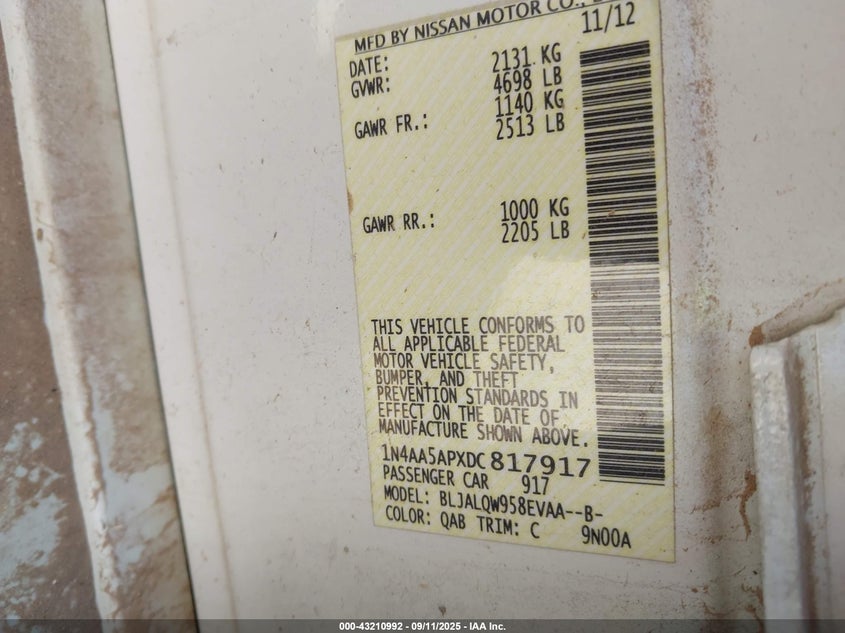 MFD BY NISSAN MOTOR CO.,
DATE: 11/12
GVWR: 2131 KG
4698 LB
GAWR FR.: 1140 KG
2513 LB
GAWR RR.: 1000 KG
2205 LB
THIS VEHICLE CONFORMS TO
ALL APPLICABLE FEDERAL
MOTOR VEHICLE SAFETY,
BUMPER, AND THEFT
PREVENTION STANDARDS IN
EFFECT ON THE DATE OF
MANUFACTURE SHOWN ABOVE.
1N4AA5APXDC817917
PASSENGER CAR 917
MODEL: BLJALQW958EVAA--B-
COLOR: QAB TRIM: C 9N00A
000-43210992 - 09/11/2025 - IAA Inc.